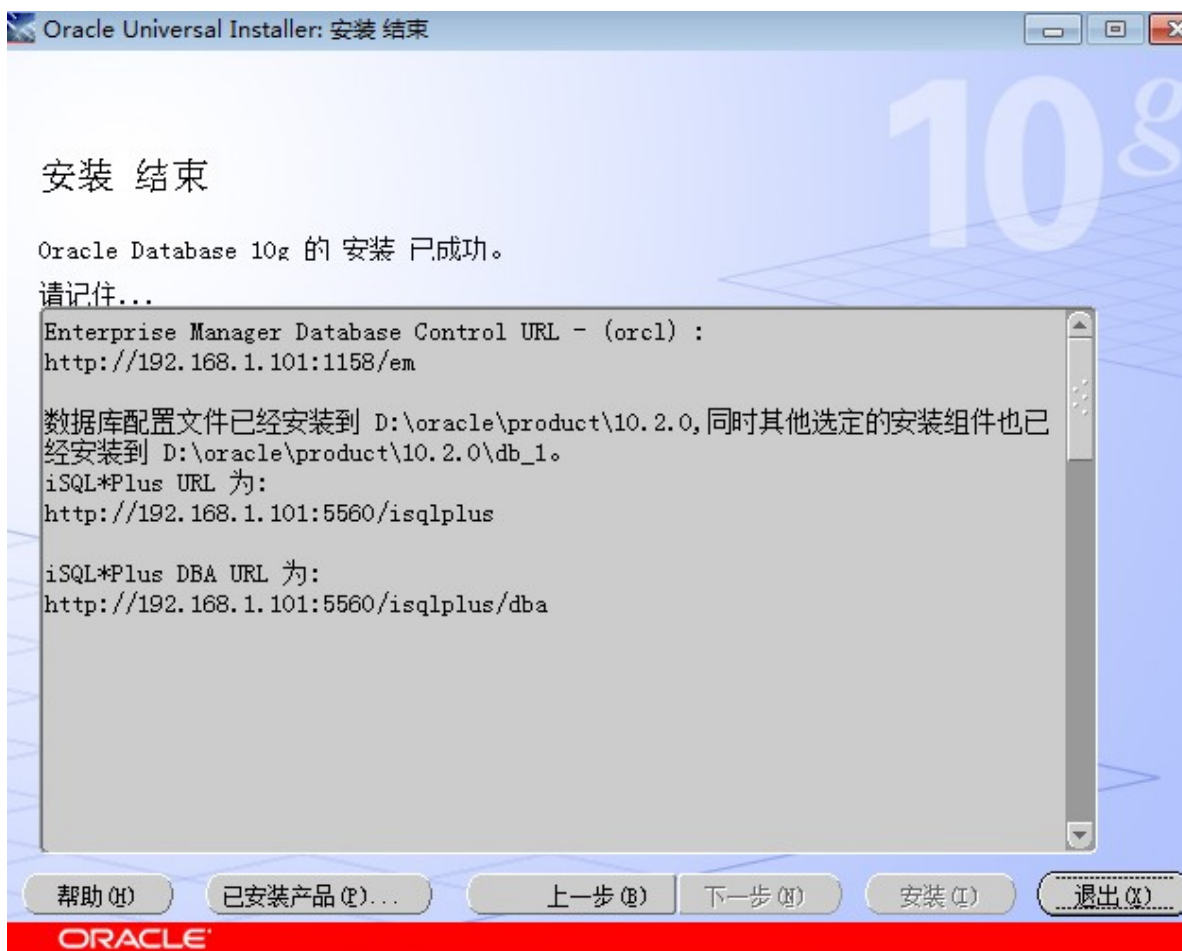 Oracle Universal Installer: 安装 结束
10g
安装 结束
Oracle Database 10g 的 安装 已成功。
请记住...
Enterprise Manager Database Control URL - (orcl) :
http://192.168.1.101:1158/em
数据库配置文件已经安装到 D:\oracle\product\10.2.0,同时其他选定的安装组件也已
经安装到 D:\oracle\product\10.2.0\db_1。
iSQL*Plus URL 为:
http://192.168.1.101:5560/isqlplus
iSQL*Plus DBA URL 为:
http://192.168.1.101:5560/isqlplus/dba
帮助(H) 已安装产品(P)... 上一步(B) 下一步(N) 安装(I) 退出(X)
ORACLE